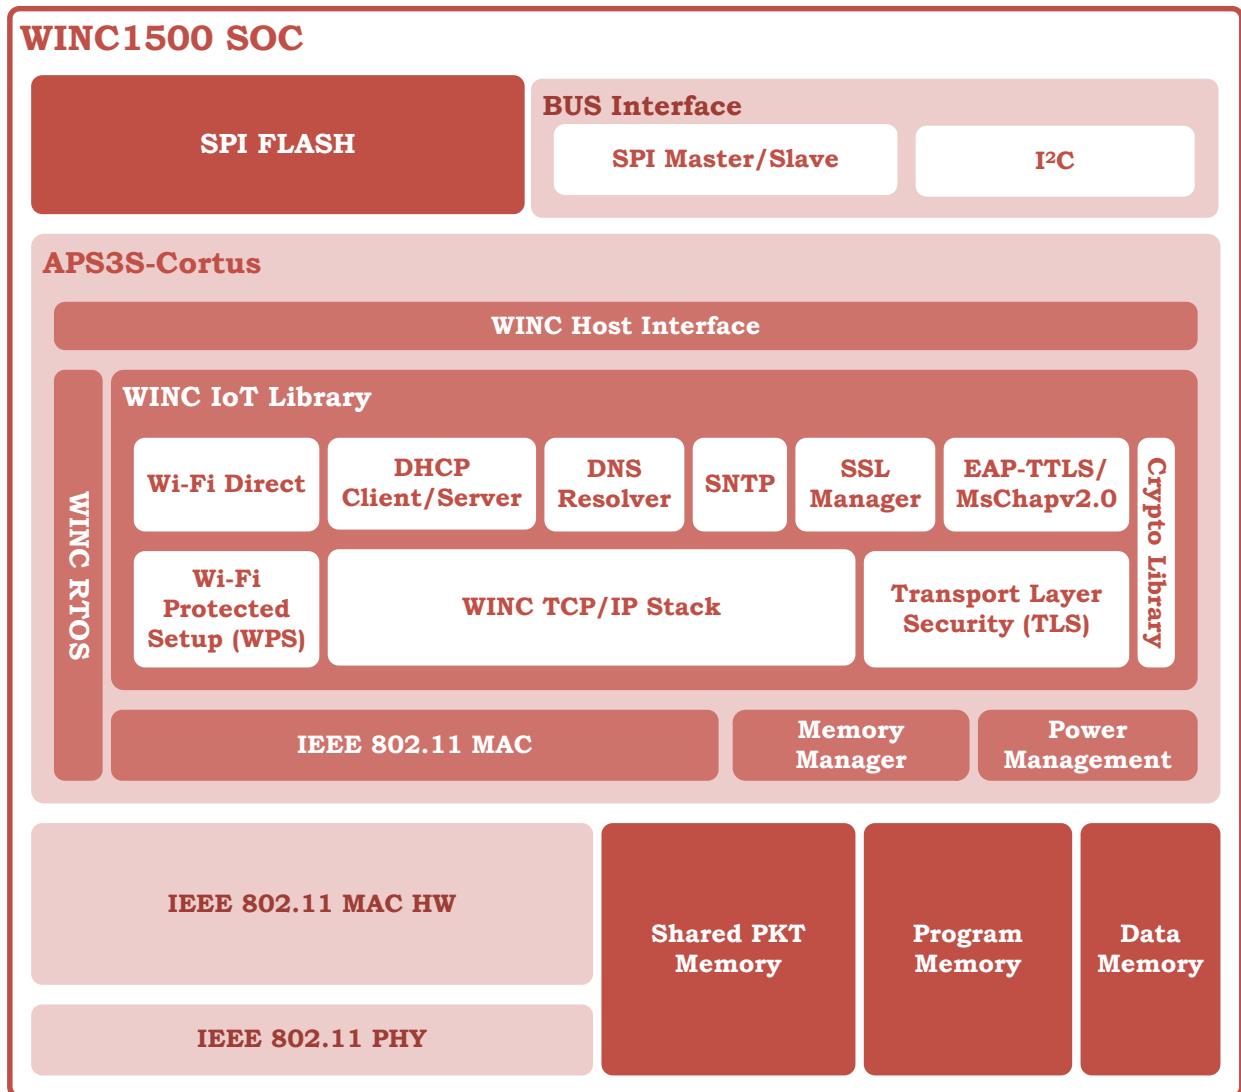 WINC1500 SOC
SPI FLASH
BUS Interface
SPI Master/Slave
I²C
APS3S-Cortus
WINC Host Interface
WINC RTOS
WINC IoT Library
Wi-Fi Direct
DHCP
Client/Server
DNS
Resolver
SNTP
SSL
Manager
EAP-TTLS/
MsChapv2.0
Crypto Library
Wi-Fi
Protected
Setup (WPS)
WINC TCP/IP Stack
Transport Layer
Security (TLS)
IEEE 802.11 MAC
Memory
Manager
Power
Management
IEEE 802.11 MAC HW
IEEE 802.11 PHY
Shared PKT
Memory
Program
Memory
Data
Memory